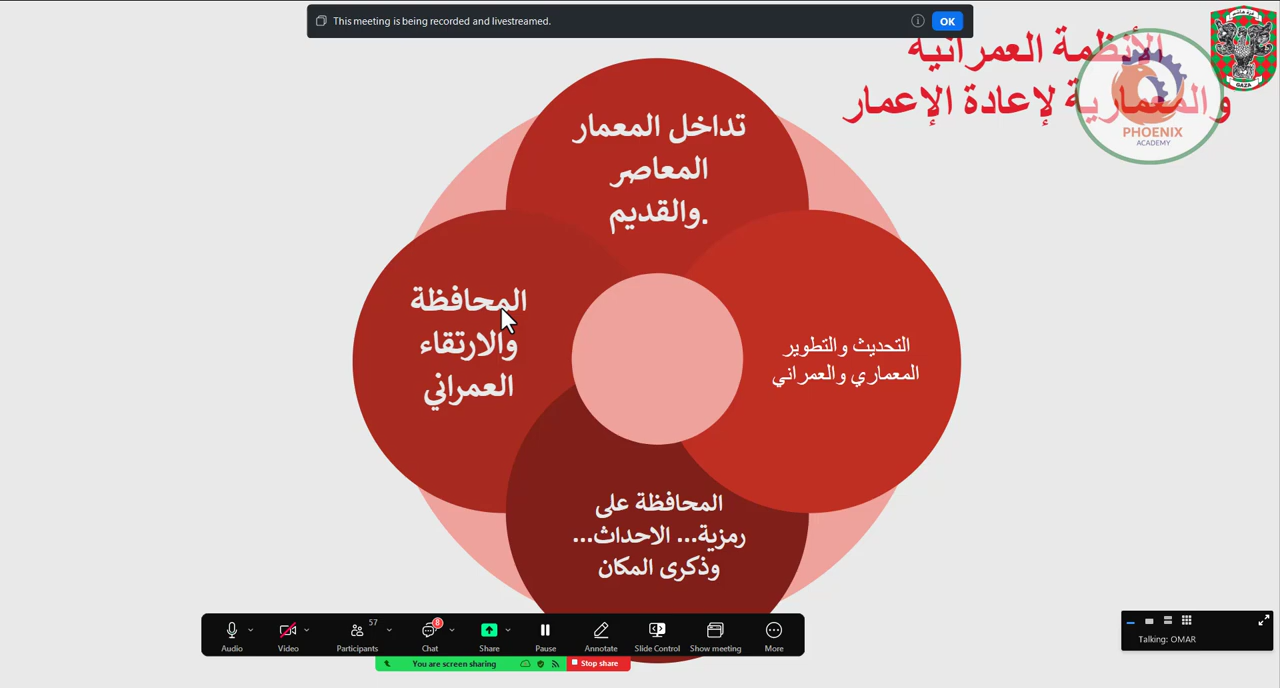 This meeting is being recorded and livestreamed.
OK
الأنظمة العمرانية
والمعمارية لإعادة الإعمار
GAZA
PHOENIX
ACADEMY
تداخل المعمار
المعاصر
والقديم.
المحافظة
والارتقاء
العمراني
التحديث والتطوير
المعماري والعمراني
المحافظة على
رمزية... الاحداث...
وذكرى المكان
57
8
Audio
Video
Participants
Chat
Share
Pause
Annotate
Slide Control
Show meeting
More
You are screen sharing
Stop share
Talking: OMAR